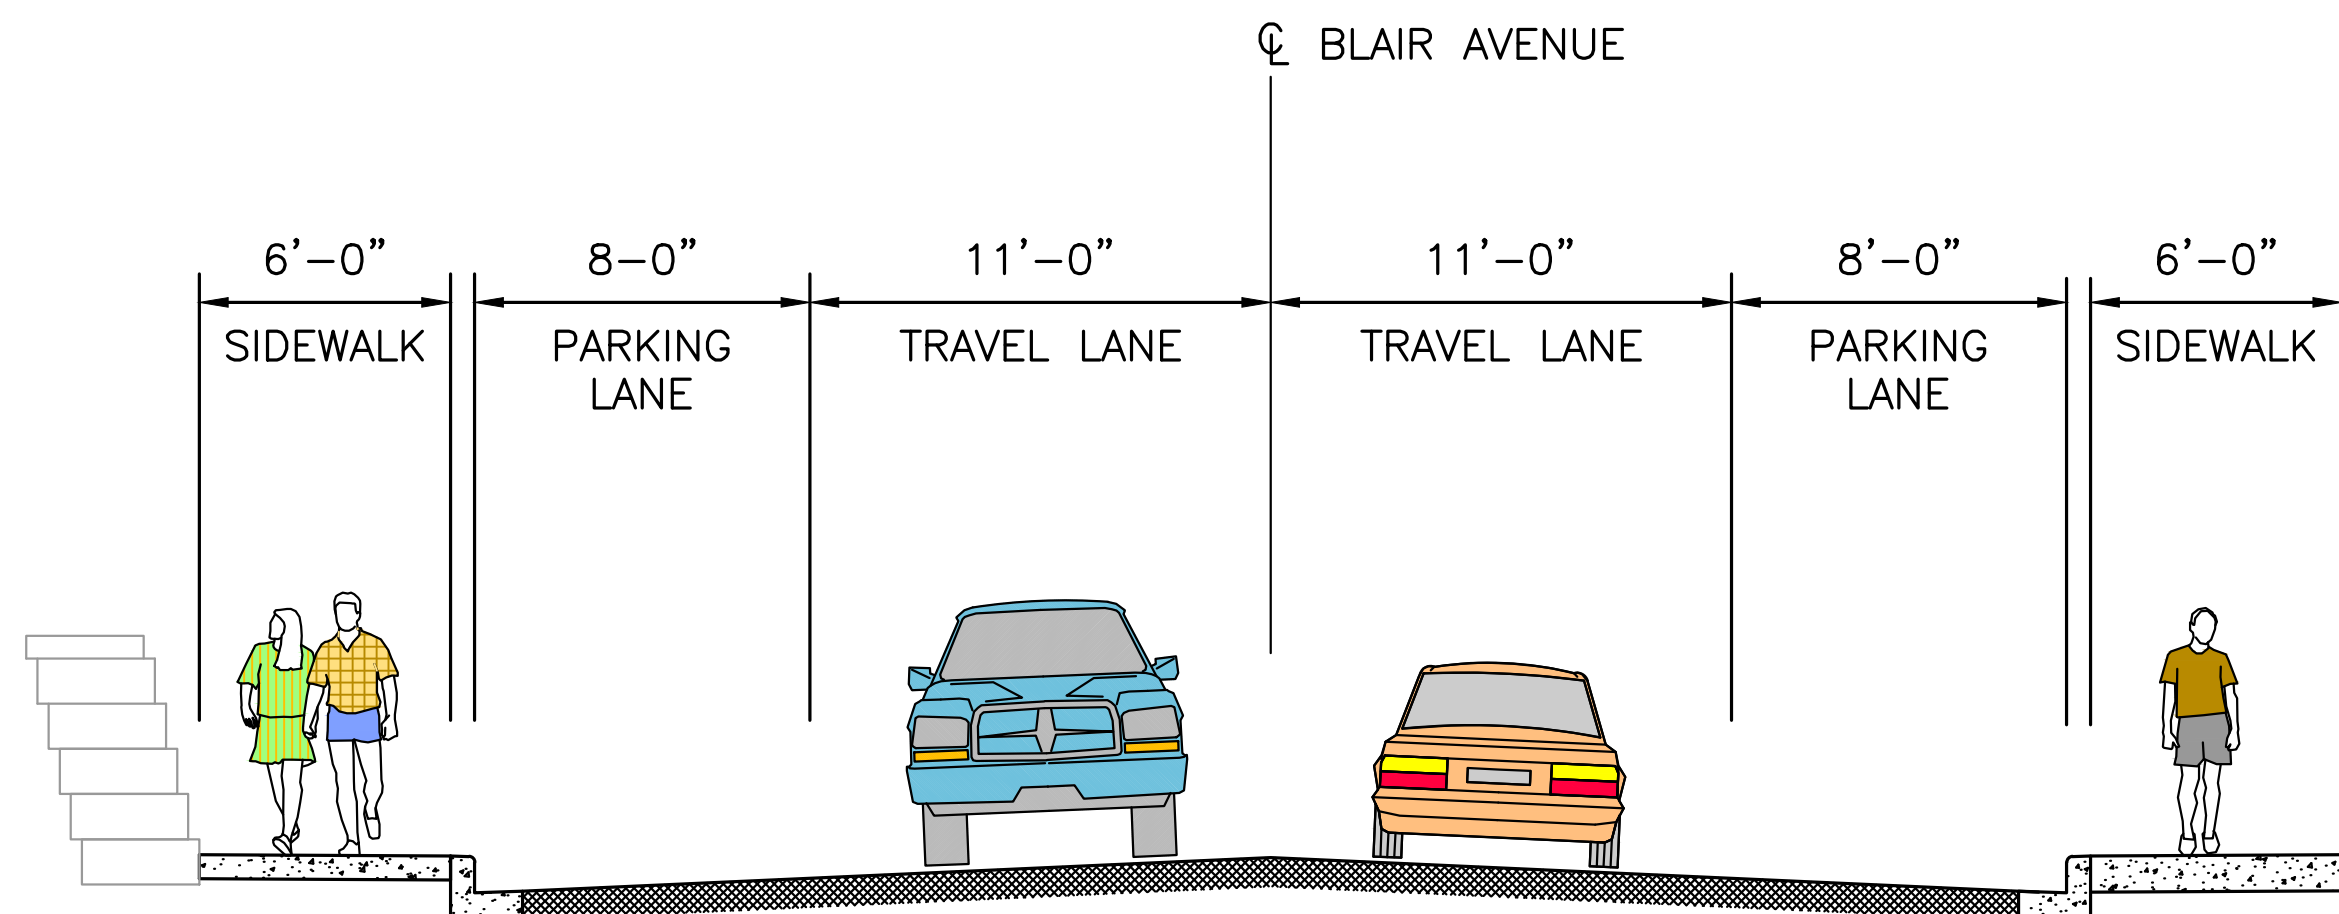 ℄ BLAIR AVENUE
6'-0" 8-0" 11'-0" 11'-0" 8'-0" 6'-0"
SIDEWALK PARKING TRAVEL LANE TRAVEL LANE PARKING SIDEWALK
LANE LANE